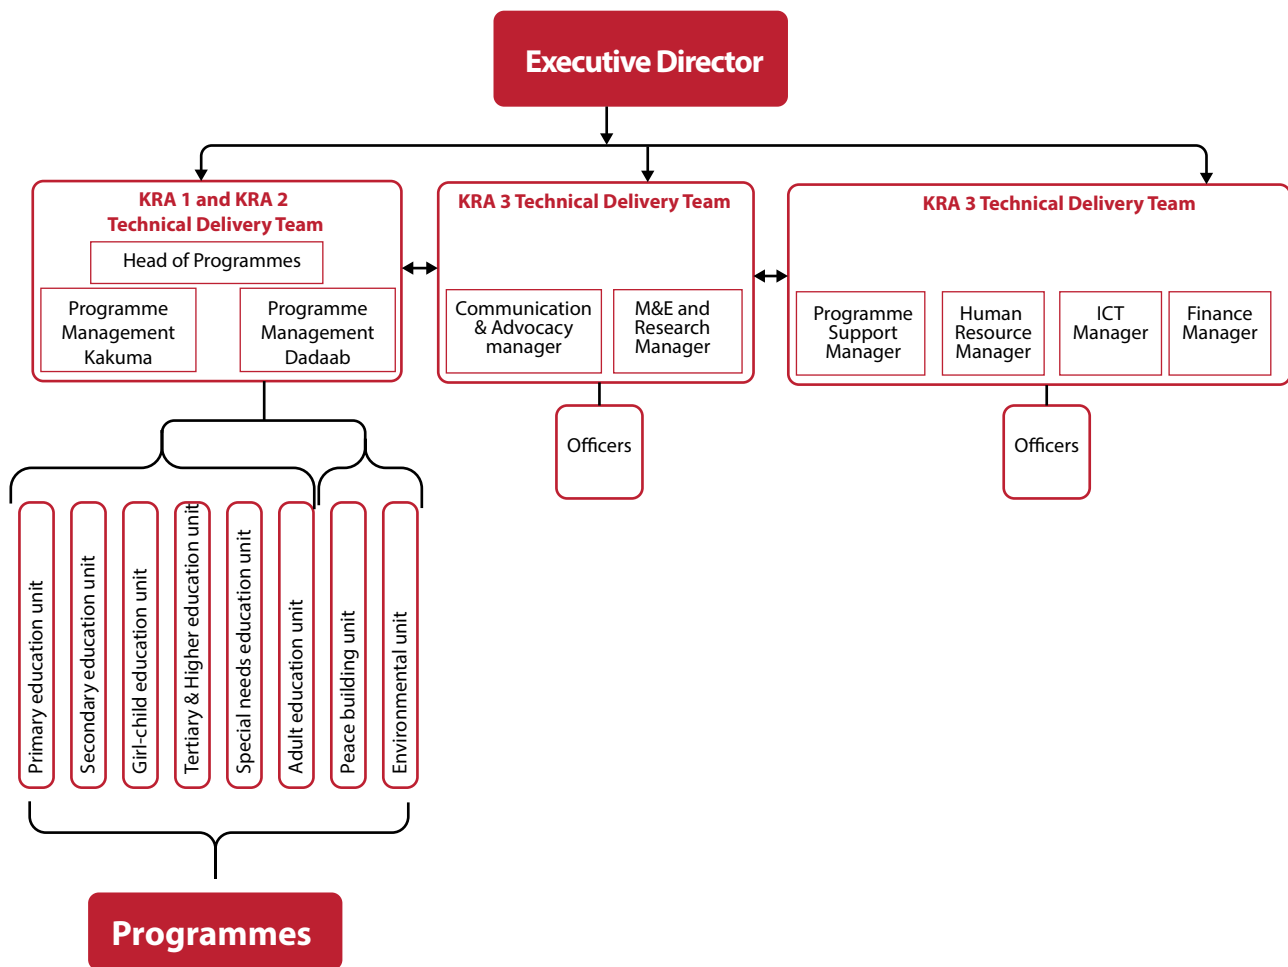 Executive Director
KRA 1 and KRA 2
Technical Delivery Team
Head of Programmes
Programme
Management
Kakuma
Programme
Management
Dadaab
KRA 3 Technical Delivery Team
Communication
& Advocacy
manager
M&E and
Research
Manager
Officers
KRA 3 Technical Delivery Team
Programme
Support
Manager
Human
Resource
Manager
ICT
Manager
Finance
Manager
Officers
Primary education unit
Secondary education unit
Girl-child education unit
Tertiary & Higher education unit
Special needs education unit
Adult education unit
Peace building unit
Environmental unit
Programmes